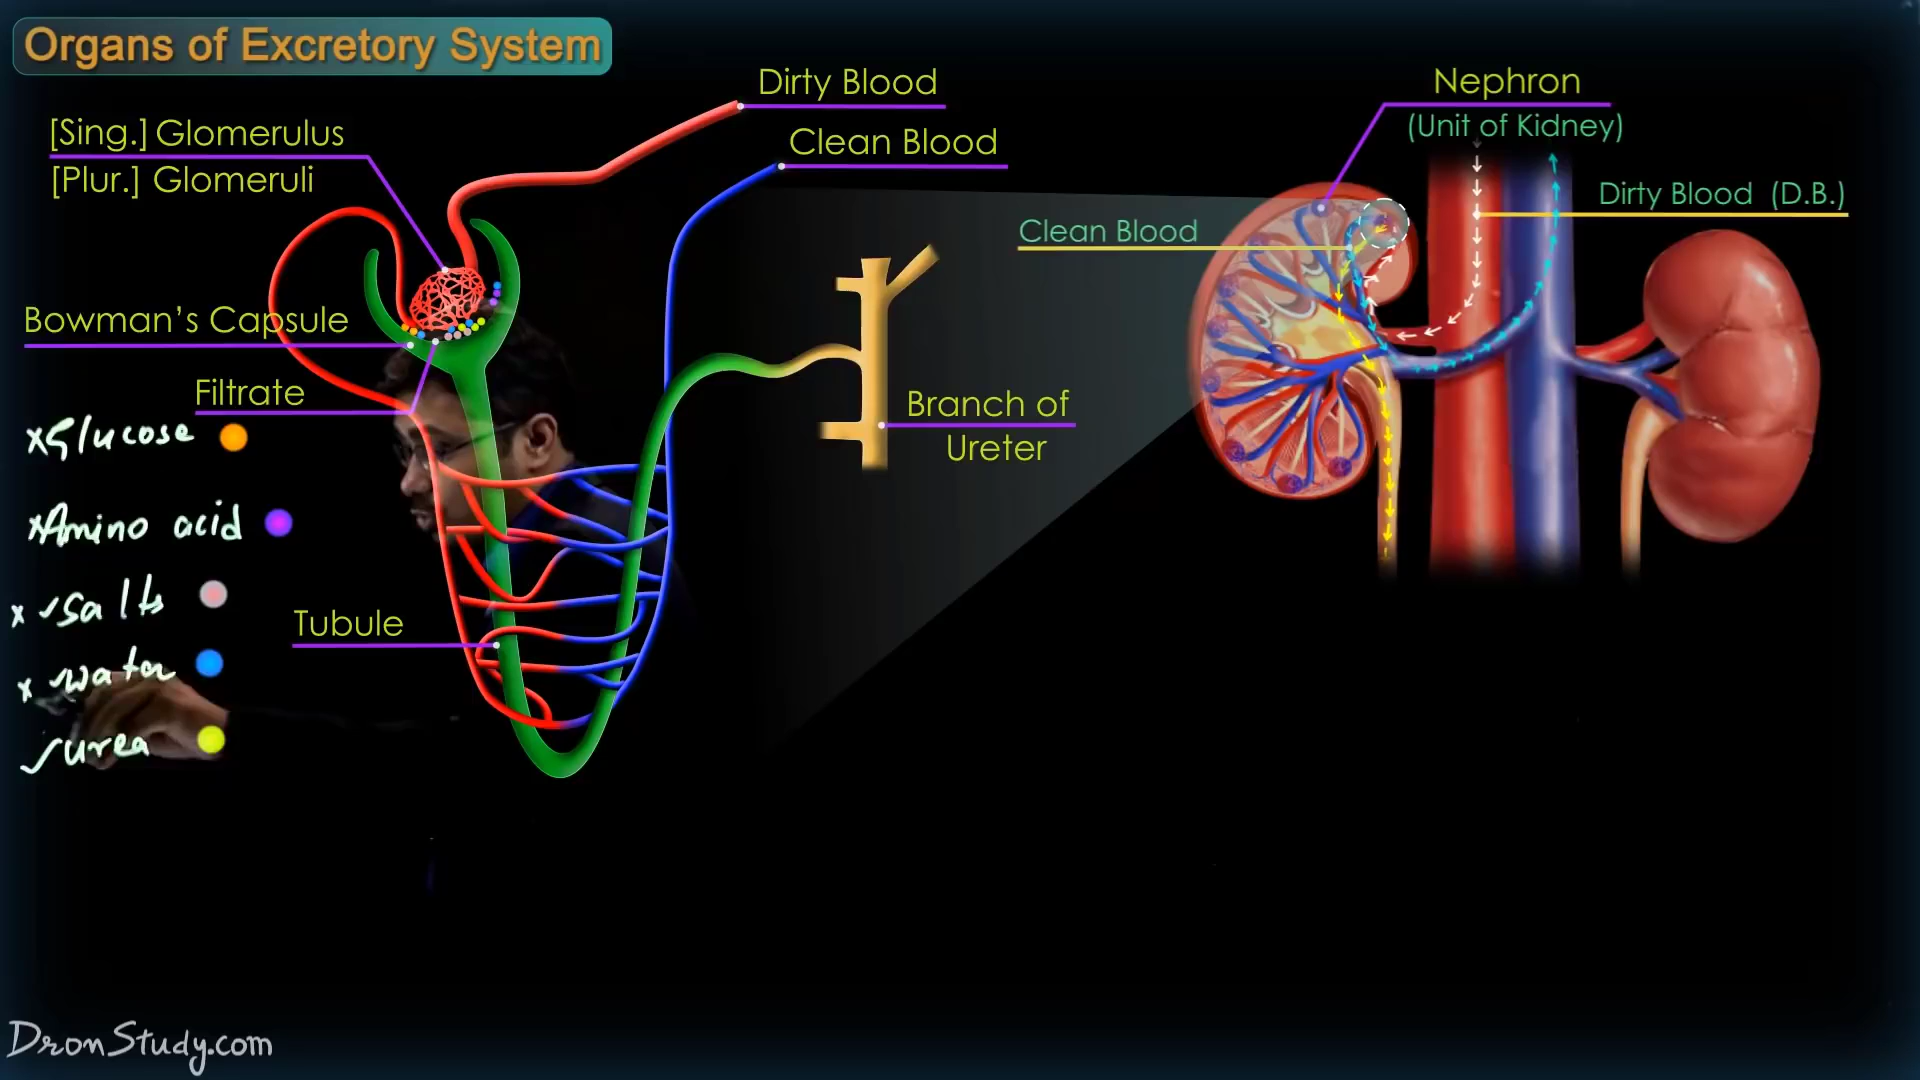 Organs of Excretory System
[Sing.] Glomerulus
[Plur.] Glomeruli
Dirty Blood
Clean Blood
Bowman's Capsule
Filtrate
x Glucose
x Amino acid
x ✓ salts
x ✓ water
✓ urea
Tubule
Branch of
Ureter
Nephron
(Unit of Kidney)
Dirty Blood (D.B.)
Clean Blood
DronStudy.com